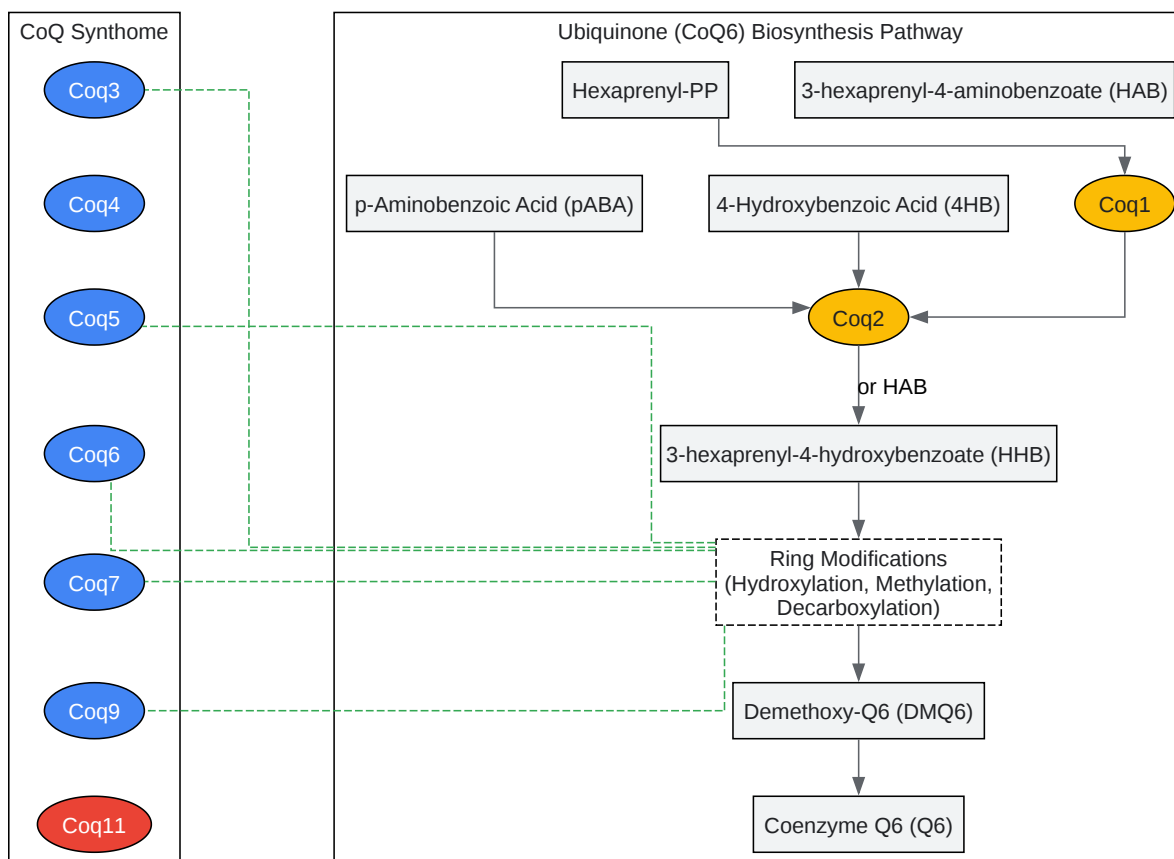 CoQ Synthome
Coq3
Coq4
Coq5
Coq6
Coq7
Coq9
Coq11
Ubiquinone (CoQ6) Biosynthesis Pathway
Hexaprenyl-PP
3-hexaprenyl-4-aminobenzoate (HAB)
p-Aminobenzoic Acid (pABA)
4-Hydroxybenzoic Acid (4HB)
Coq1
Coq2
or HAB
3-hexaprenyl-4-hydroxybenzoate (HHB)
Ring Modifications
(Hydroxylation, Methylation,
Decarboxylation)
Demethoxy-Q6 (DMQ6)
Coenzyme Q6 (Q6)